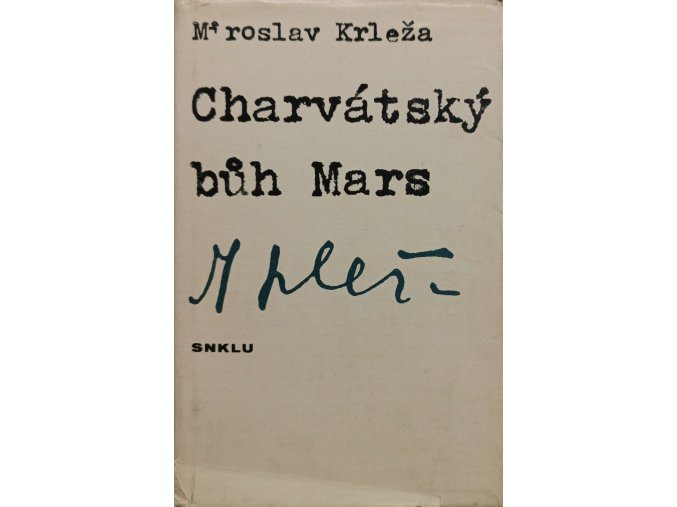 Miroslav Krleža
Charvátský
bůh Mars
SNKLU